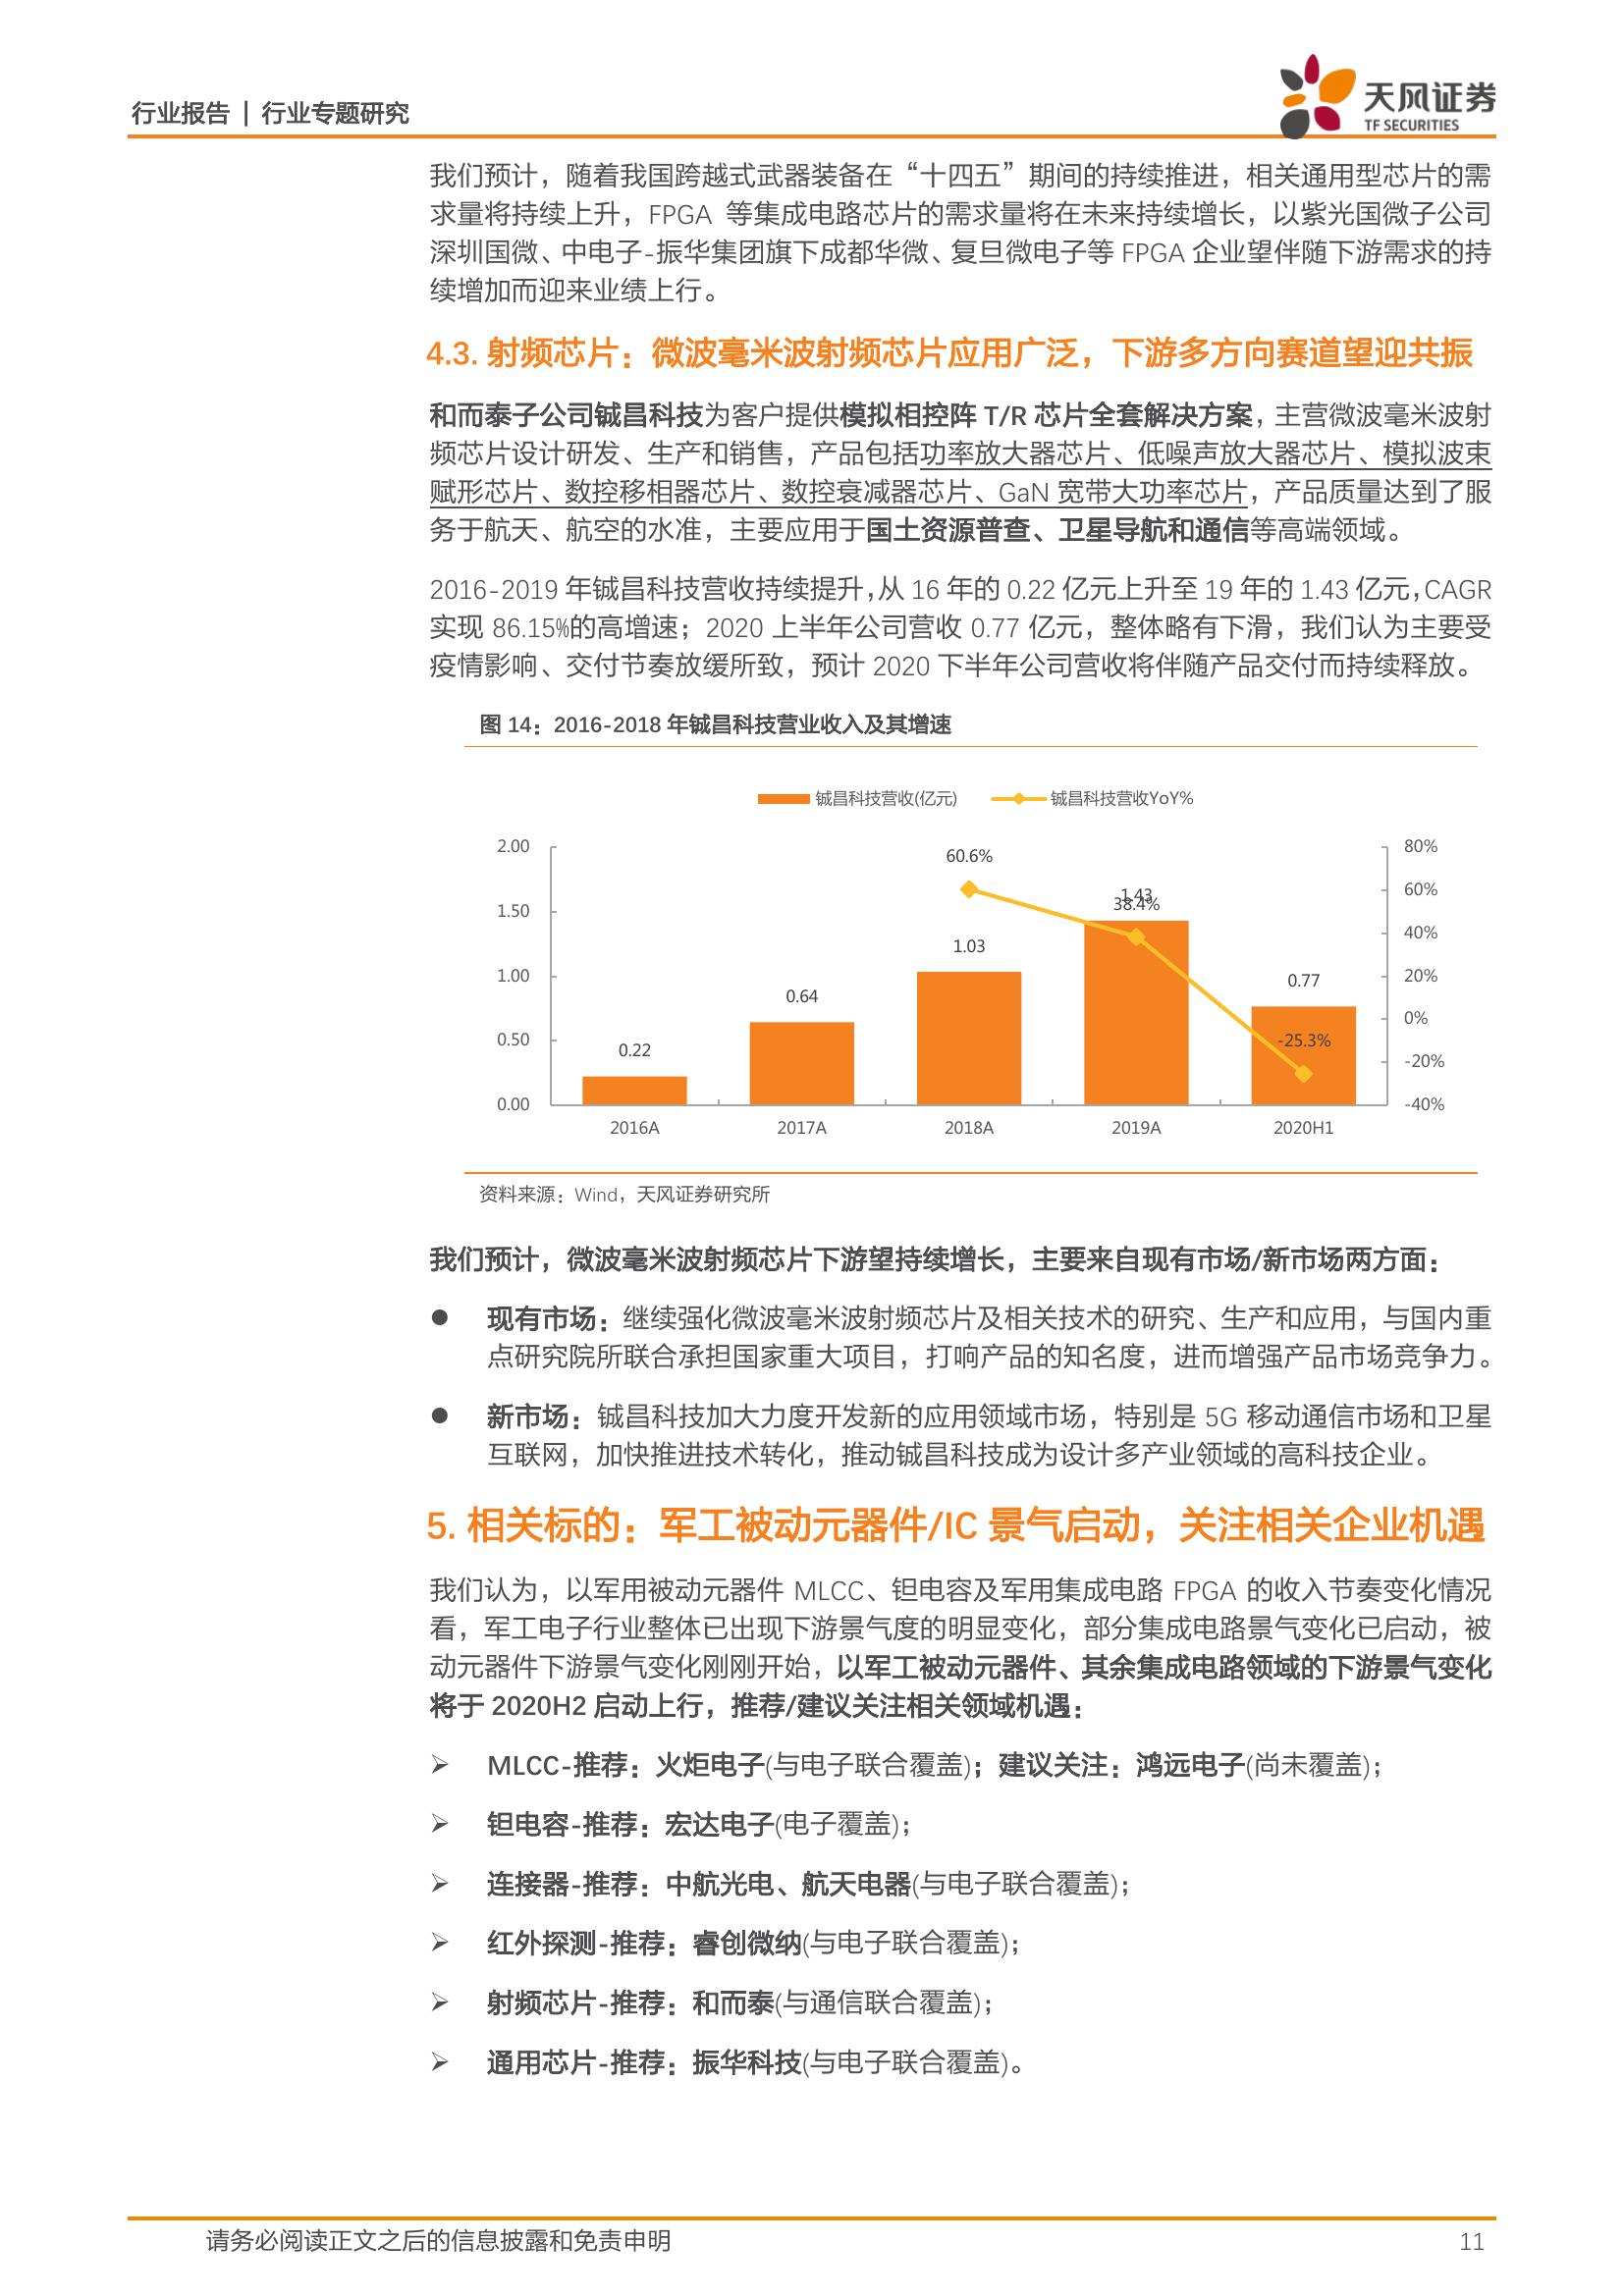 行业报告 | 行业专题研究
天风证券
TF SECURITIES
我们预计，随着我国跨越式武器装备在“十四五”期间的持续推进，相关通用型芯片的需
求量将持续上升，FPGA 等集成电路芯片的需求量将在未来持续增长，以紫光国微子公司
深圳国微、中电子-振华集团旗下成都华微、复旦微电子等 FPGA 企业望伴随下游需求的持
续增加而迎来业绩上行。
4.3. 射频芯片：微波毫米波射频芯片应用广泛，下游多方向赛道望迎共振
和而泰子公司铖昌科技为客户提供模拟相控阵 T/R 芯片全套解决方案，主营微波毫米波射
频芯片设计研发、生产和销售，产品包括功率放大器芯片、低噪声放大器芯片、模拟波束
赋形芯片、数控移相器芯片、数控衰减器芯片、GaN 宽带大功率芯片，产品质量达到了服
务于航天、航空的水准，主要应用于国土资源普查、卫星导航和通信等高端领域。
2016-2019 年铖昌科技营收持续提升，从 16 年的 0.22 亿元上升至 19 年的 1.43 亿元，CAGR
实现 86.15%的高增速；2020 上半年公司营收 0.77 亿元，整体略有下滑，我们认为主要受
疫情影响、交付节奏放缓所致，预计 2020 下半年公司营收将伴随产品交付而持续释放。
图 14：2016-2018 年铖昌科技营业收入及其增速
铖昌科技营收(亿元) 铖昌科技营收YoY%
2.00
1.50
1.00
0.50
0.00
0.22
0.64
1.03
1.43
0.77
60.6%
38.4%
-25.3%
80%
60%
40%
20%
0%
-20%
-40%
2016A 2017A 2018A 2019A 2020H1
资料来源：Wind，天风证券研究所
我们预计，微波毫米波射频芯片下游望持续增长，主要来自现有市场/新市场两方面：
● 现有市场：继续强化微波毫米波射频芯片及相关技术的研究、生产和应用，与国内重
点研究院所联合承担国家重大项目，打响产品的知名度，进而增强产品市场竞争力。
● 新市场：铖昌科技加大力度开发新的应用领域市场，特别是 5G 移动通信市场和卫星
互联网，加快推进技术转化，推动铖昌科技成为设计多产业领域的高科技企业。
5. 相关标的：军工被动元器件/IC 景气启动，关注相关企业机遇
我们认为，以军用被动元器件 MLCC、钽电容及军用集成电路 FPGA 的收入节奏变化情况
看，军工电子行业整体已出现下游景气度的明显变化，部分集成电路景气变化已启动，被
动元器件下游景气变化刚刚开始，以军工被动元器件、其余集成电路领域的下游景气变化
将于 2020H2 启动上行，推荐/建议关注相关领域机遇：
➢ MLCC-推荐：火炬电子(与电子联合覆盖)；建议关注：鸿远电子(尚未覆盖)；
➢ 钽电容-推荐：宏达电子(电子覆盖)；
➢ 连接器-推荐：中航光电、航天电器(与电子联合覆盖)；
➢ 红外探测-推荐：睿创微纳(与电子联合覆盖)；
➢ 射频芯片-推荐：和而泰(与通信联合覆盖)；
➢ 通用芯片-推荐：振华科技(与电子联合覆盖)。
请务必阅读正文之后的信息披露和免责申明 11